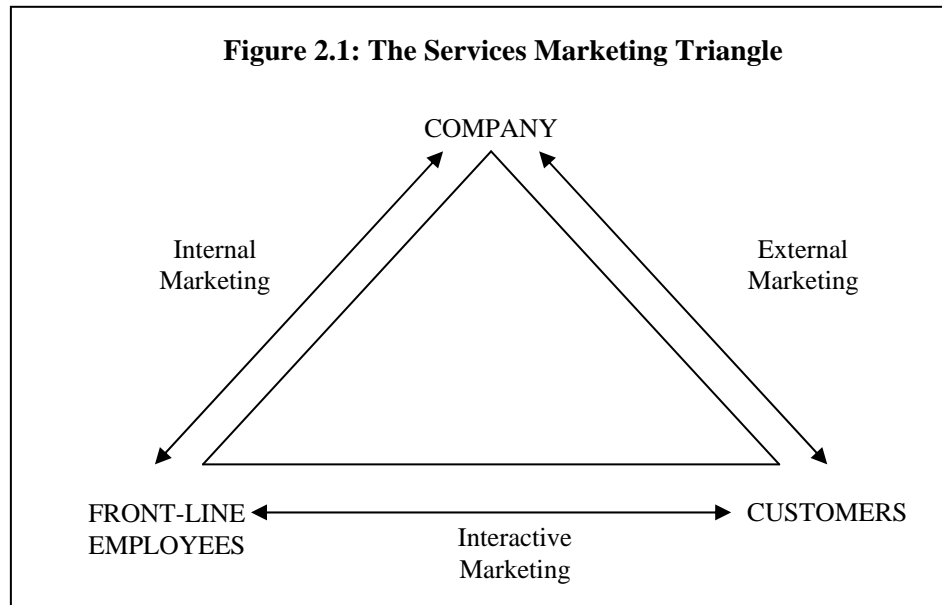 Figure 2.1: The Services Marketing Triangle
COMPANY
Internal
Marketing
External
Marketing
FRONT-LINE
EMPLOYEES
Interactive
Marketing
CUSTOMERS